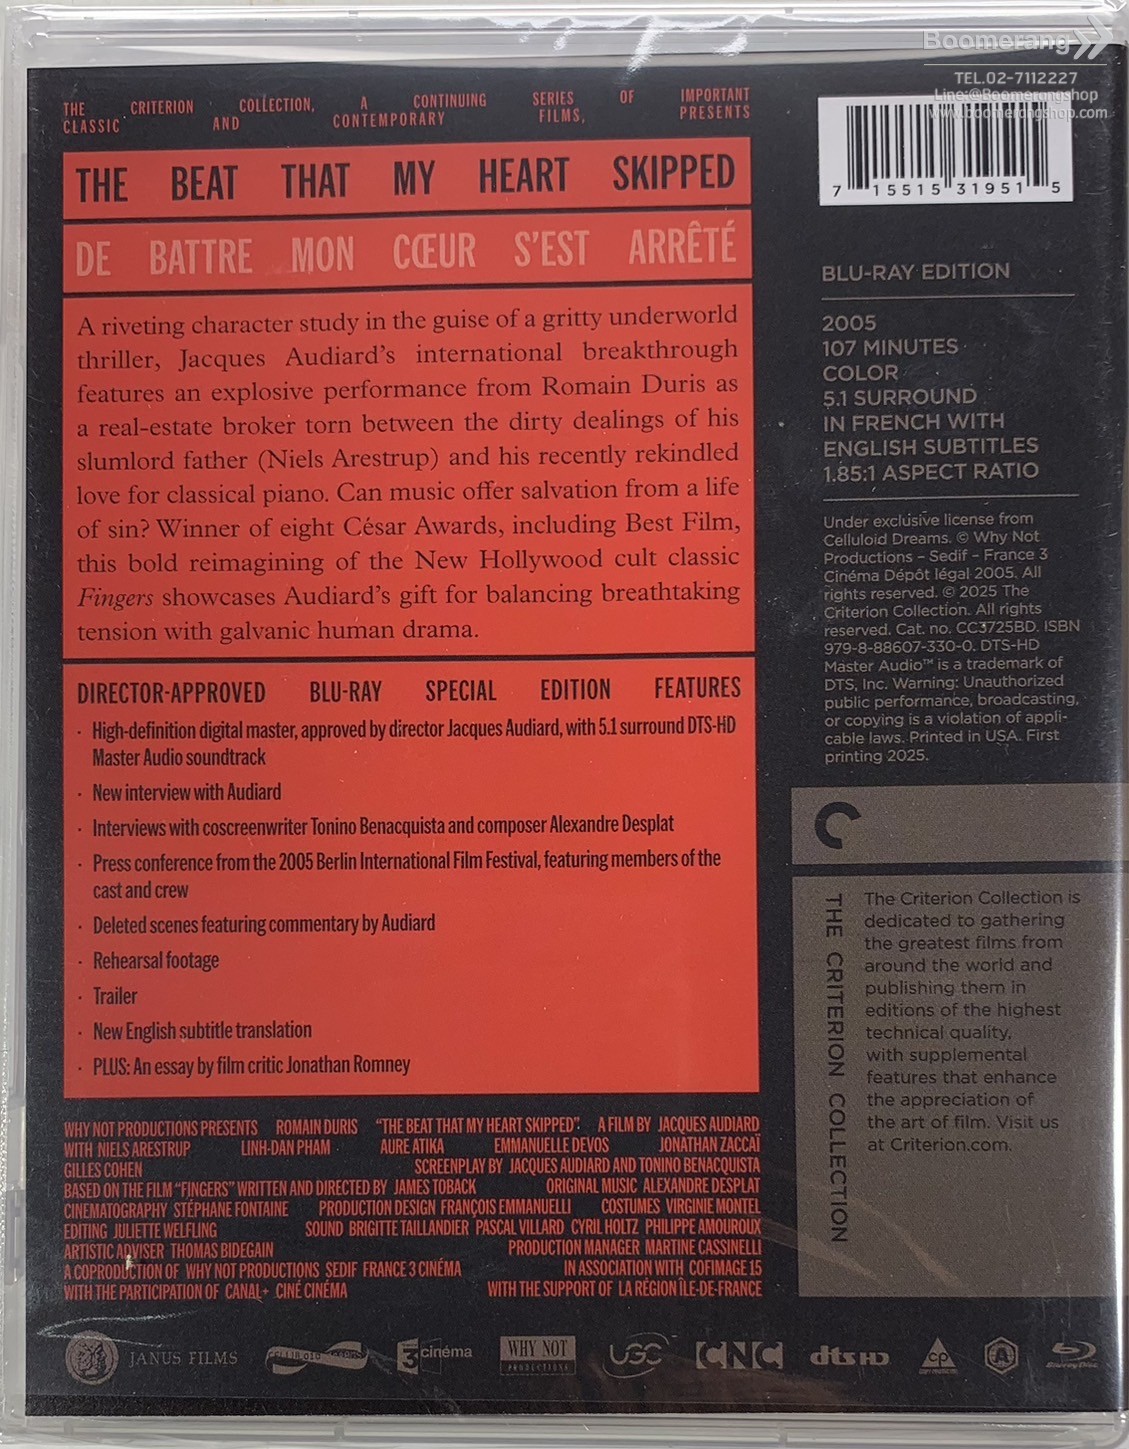 Boomerang
TEL.02-7112227
Line:@Boomerangshop
www.boomerangshop.com
THE CRITERION COLLECTION, A CONTINUING SERIES OF IMPORTANT
CLASSIC AND CONTEMPORARY FILMS, PRESENTS
THE BEAT THAT MY HEART SKIPPED
DE BATTRE MON CŒUR S'EST ARRÊTÉ
A riveting character study in the guise of a gritty underworld
thriller, Jacques Audiard's international breakthrough
features an explosive performance from Romain Duris as
a real-estate broker torn between the dirty dealings of his
slumlord father (Niels Arestrup) and his recently rekindled
love for classical piano. Can music offer salvation from a life
of sin? Winner of eight César Awards, including Best Film,
this bold reimagining of the New Hollywood cult classic
Fingers showcases Audiard's gift for balancing breathtaking
tension with galvanic human drama.
DIRECTOR-APPROVED BLU-RAY SPECIAL EDITION FEATURES
· High-definition digital master, approved by director Jacques Audiard, with 5.1 surround DTS-HD
Master Audio soundtrack
· New interview with Audiard
· Interviews with coscreenwriter Tonino Benacquista and composer Alexandre Desplat
· Press conference from the 2005 Berlin International Film Festival, featuring members of the
cast and crew
· Deleted scenes featuring commentary by Audiard
· Rehearsal footage
· Trailer
· New English subtitle translation
· PLUS: An essay by film critic Jonathan Romney
WHY NOT PRODUCTIONS PRESENTS ROMAIN DURIS "THE BEAT THAT MY HEART SKIPPED". A FILM BY JACQUES AUDIARD
WITH NIELS ARESTRUP LINH-DAN PHAM AURE ATIKA EMMANUELLE DEVOS JONATHAN ZACCAÏ
GILLES COHEN SCREENPLAY BY JACQUES AUDIARD AND TONINO BENACQUISTA
BASED ON THE FILM "FINGERS" WRITTEN AND DIRECTED BY JAMES TOBACK ORIGINAL MUSIC ALEXANDRE DESPLAT
CINEMATOGRAPHY STÉPHANE FONTAINE PRODUCTION DESIGN FRANÇOIS EMMANUELLI COSTUMES VIRGINIE MONTEL
EDITING JULIETTE WELFLING SOUND BRIGITTE TAILLANDIER PASCAL VILLARD CYRIL HOLTZ PHILIPPE AMOUROUX
ARTISTIC ADVISER THOMAS BIDEGAIN PRODUCTION MANAGER MARTINE CASSINELLI
A COPRODUCTION OF WHY NOT PRODUCTIONS SEDIF FRANCE 3 CINÉMA IN ASSOCIATION WITH COFIMAGE 15
WITH THE PARTICIPATION OF CANAL+ CINÉ CINÉMA WITH THE SUPPORT OF LA RÉGION ÎLE-DE-FRANCE
7 15515 31951 5
BLU-RAY EDITION
2005
107 MINUTES
COLOR
5.1 SURROUND
IN FRENCH WITH
ENGLISH SUBTITLES
1.85:1 ASPECT RATIO
Under exclusive license from
Celluloid Dreams. © Why Not
Productions – Sedif – France 3
Cinéma Dépôt légal 2005. All
rights reserved. © 2025 The
Criterion Collection. All rights
reserved. Cat. no. CC3725BD. ISBN
979-8-88607-330-0. DTS-HD
Master Audio™ is a trademark of
DTS, Inc. Warning: Unauthorized
public performance, broadcasting,
or copying is a violation of appli-
cable laws. Printed in USA. First
printing 2025.
THE CRITERION COLLECTION
The Criterion Collection is
dedicated to gathering
the greatest films from
around the world and
publishing them in
editions of the highest
technical quality,
with supplemental
features that enhance
the appreciation of
the art of film. Visit us
at Criterion.com.
JANUS FILMS
3 cinéma
WHY NOT
PRODUCTIONS
UGC
CNC
dts HD
CP
A
Blu-ray Disc